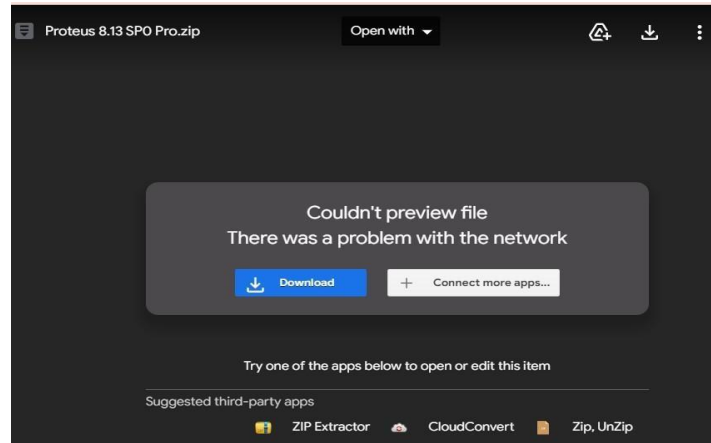 Proteus 8.13 SP0 Pro.zip
Open with
Couldn't preview file
There was a problem with the network
Download
Connect more apps...
Try one of the apps below to open or edit this item
Suggested third-party apps
ZIP Extractor CloudConvert Zip, UnZip